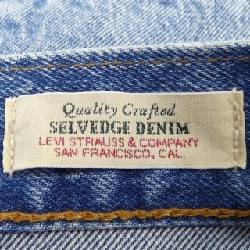 Quality Crafted
SELVEDGE DENIM
LEVI STRAUSS & COMPANY
SAN FRANCISCO, CAL.